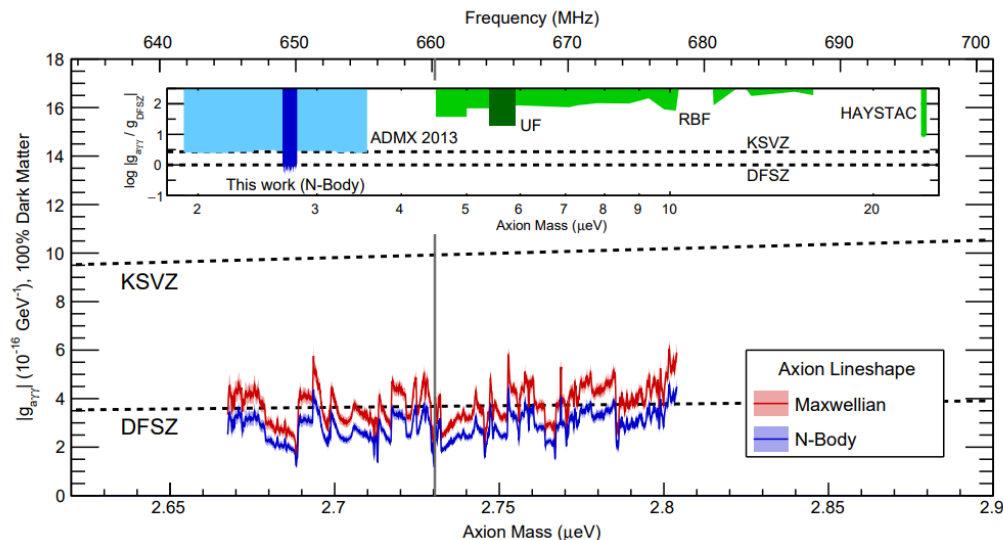 Frequency (MHz)
640 650 660 670 680 690 700
18
16
14
12
10
8
6
4
2
0
|g_aγγ| (10⁻¹⁶ GeV⁻¹), 100% Dark Matter
2
1
0
−1
log |g_aγγ / g_DFSZ|
ADMX 2013
UF
RBF
HAYSTAC
KSVZ
DFSZ
This work (N-Body)
2 3 4 5 6 7 8 9 10 20
Axion Mass (μeV)
KSVZ
DFSZ
Axion Lineshape
Maxwellian
N-Body
2.65 2.7 2.75 2.8 2.85 2.9
Axion Mass (μeV)